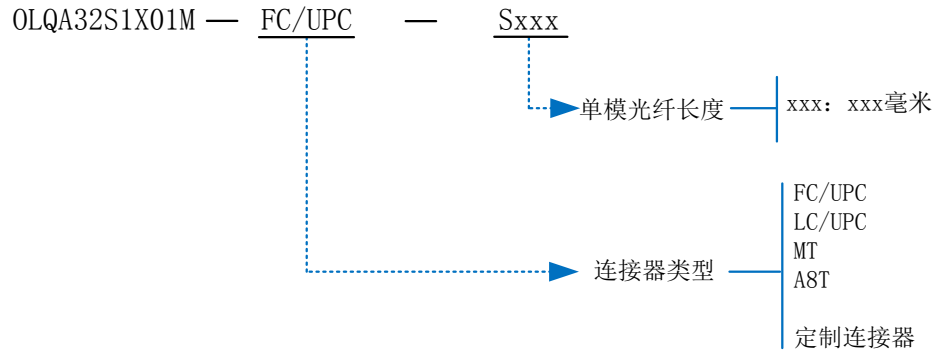 OLQA32S1X01M — FC/UPC — Sxxx
单模光纤长度
xxx: xxx毫米
FC/UPC
LC/UPC
MT
A8T
连接器类型
定制连接器